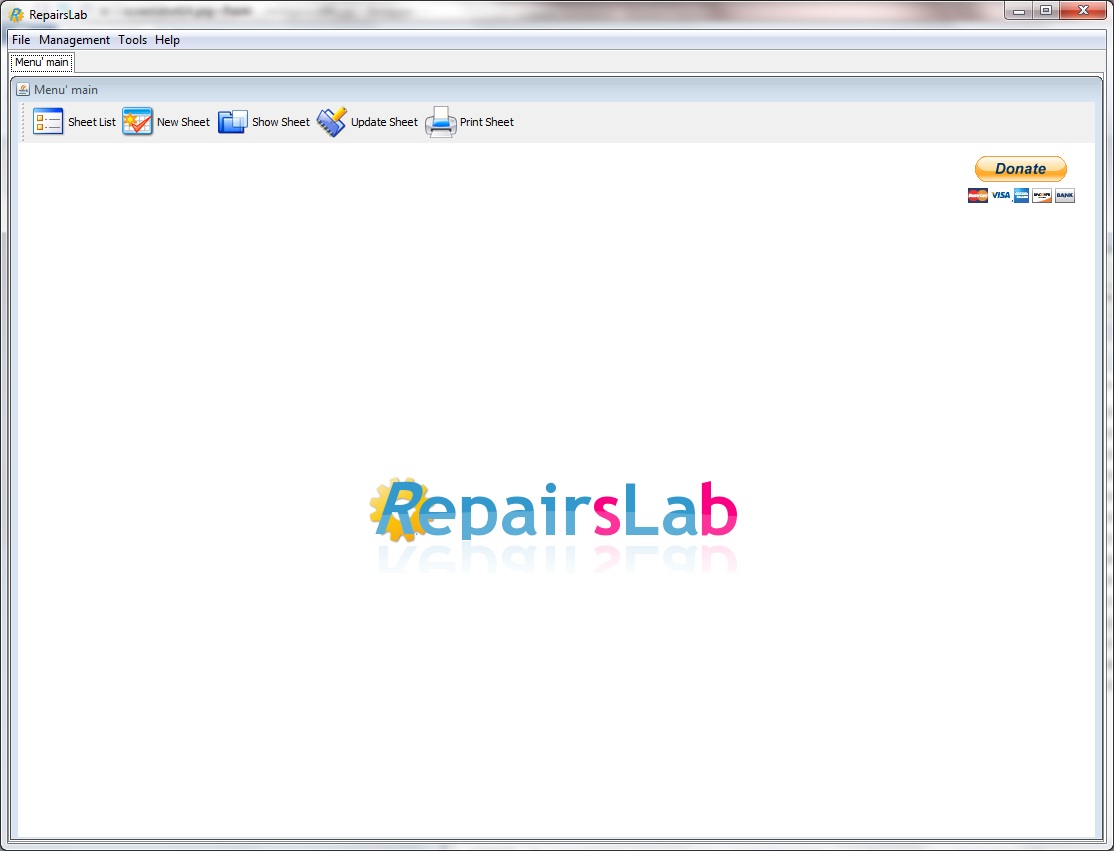 RepairsLab
File Management Tools Help
Menu' main
Menu' main
Sheet List New Sheet Show Sheet Update Sheet Print Sheet
Donate
VISA BANK
RepairsLab